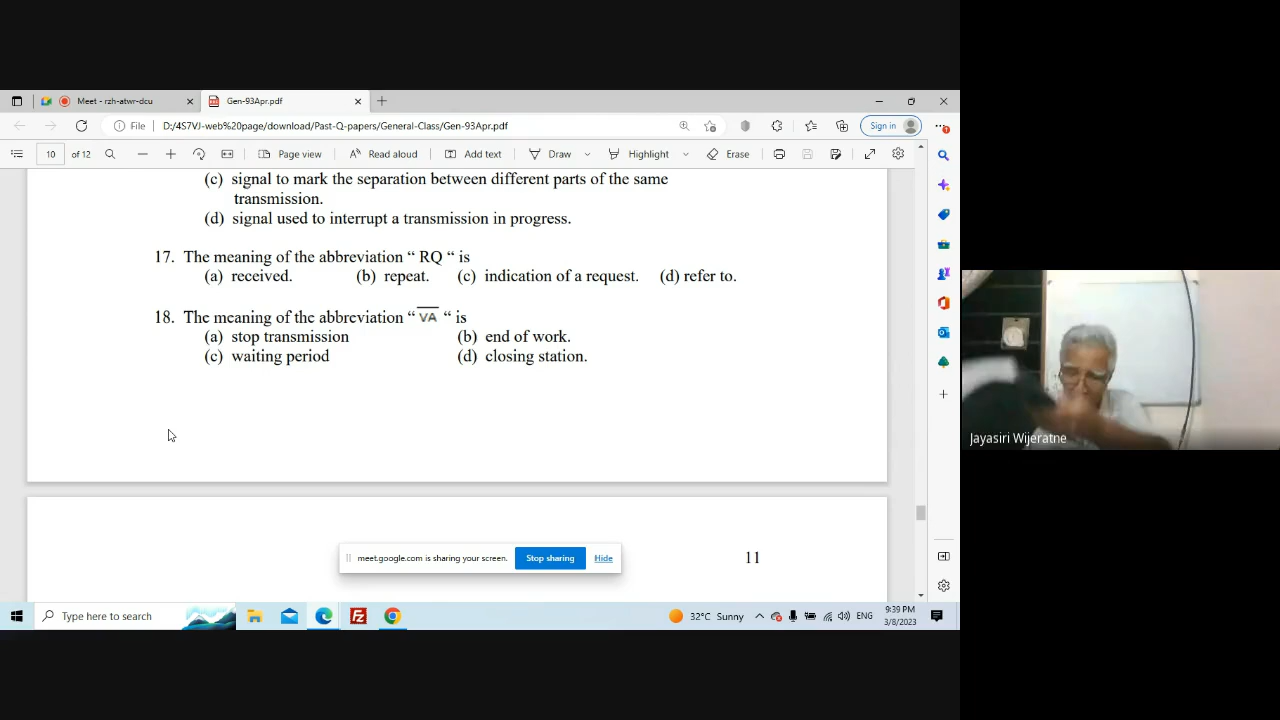 Meet - rzh-atwr-dcu
Gen-93Apr.pdf
File D:/4S7VJ-web%20page/download/Past-Q-papers/General-Class/Gen-93Apr.pdf
Sign in
10 of 12
Page view
Read aloud
Add text
Draw
Highlight
Erase
(c) signal to mark the separation between different parts of the same
transmission.
(d) signal used to interrupt a transmission in progress.
17. The meaning of the abbreviation “ RQ “ is
(a) received. (b) repeat. (c) indication of a request. (d) refer to.
18. The meaning of the abbreviation “ V̅A̅ “ is
(a) stop transmission (b) end of work.
(c) waiting period (d) closing station.
Jayasiri Wijeratne
meet.google.com is sharing your screen. Stop sharing Hide
11
Type here to search
32°C Sunny
ENG
9:39 PM
3/8/2023